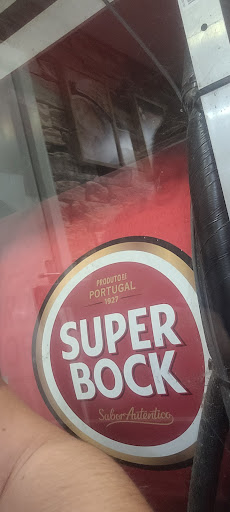 PRODUTO DE
PORTUGAL
1927
SUPER
BOCK
Sabor Autêntico